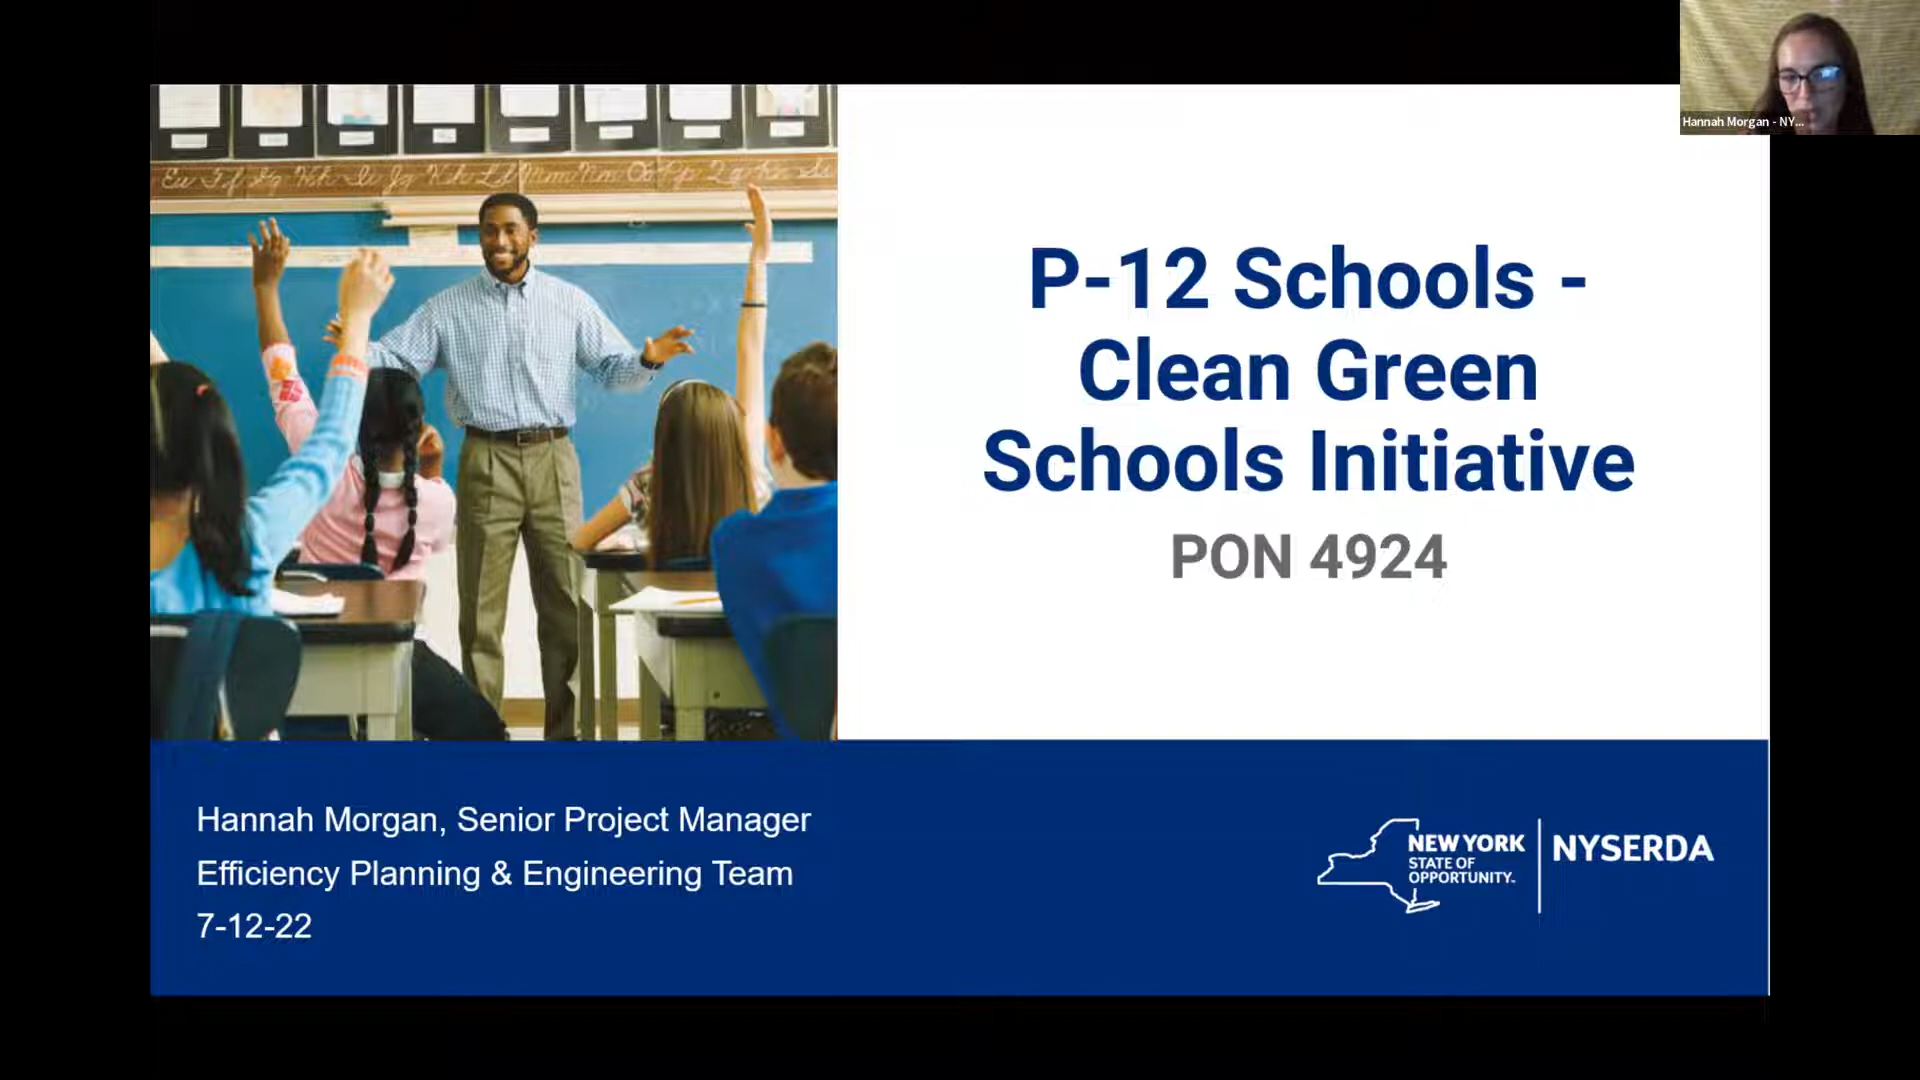 Hannah Morgan - NY...
P-12 Schools -
Clean Green
Schools Initiative
PON 4924
Hannah Morgan, Senior Project Manager
Efficiency Planning & Engineering Team
7-12-22
NEW YORK
STATE OF
OPPORTUNITY™
NYSERDA